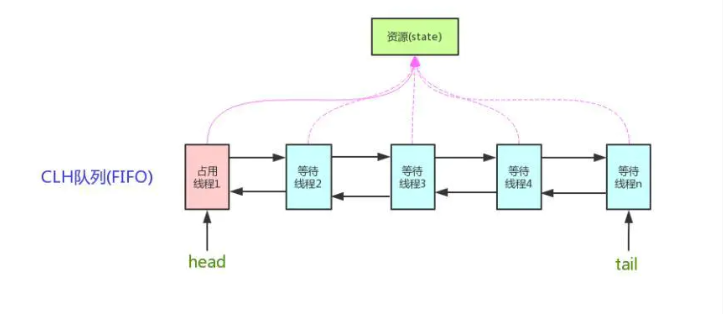 资源(state)
CLH队列(FIFO)
占用
线程1
等待
线程2
等待
线程3
等待
线程4
等待
线程n
head
tail